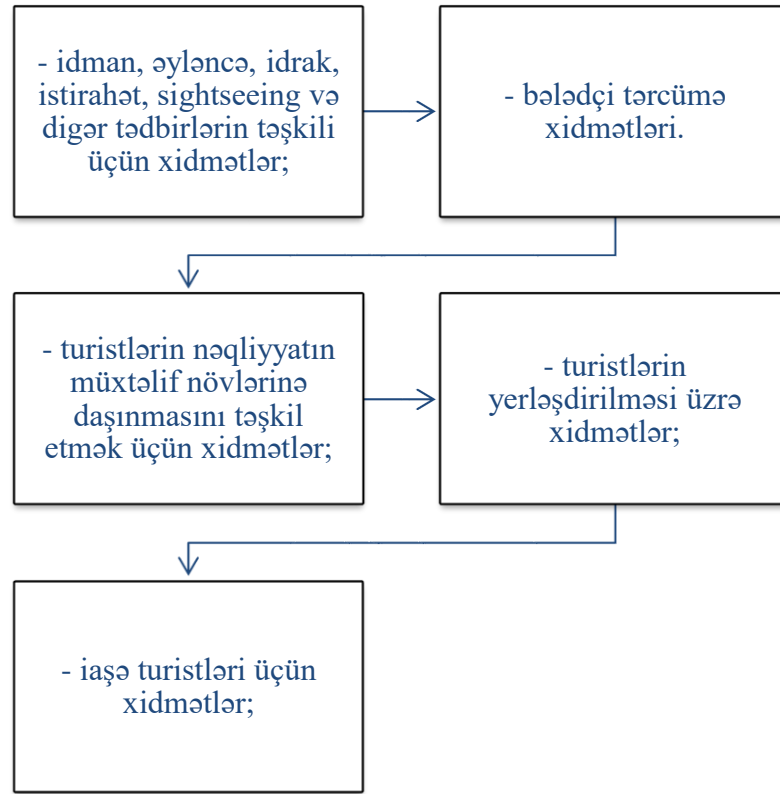 - idman, əyləncə, idrak,
istirahət, sightseeing və
digər tədbirlərin təşkili
üçün xidmətlər;
- bələdçi tərcümə
xidmətləri.
- turistlərin nəqliyyatın
müxtəlif növlərinə
daşınmasını təşkil
etmək üçün xidmətlər;
- turistlərin
yerləşdirilməsi üzrə
xidmətlər;
- iaşə turistləri üçün
xidmətlər;